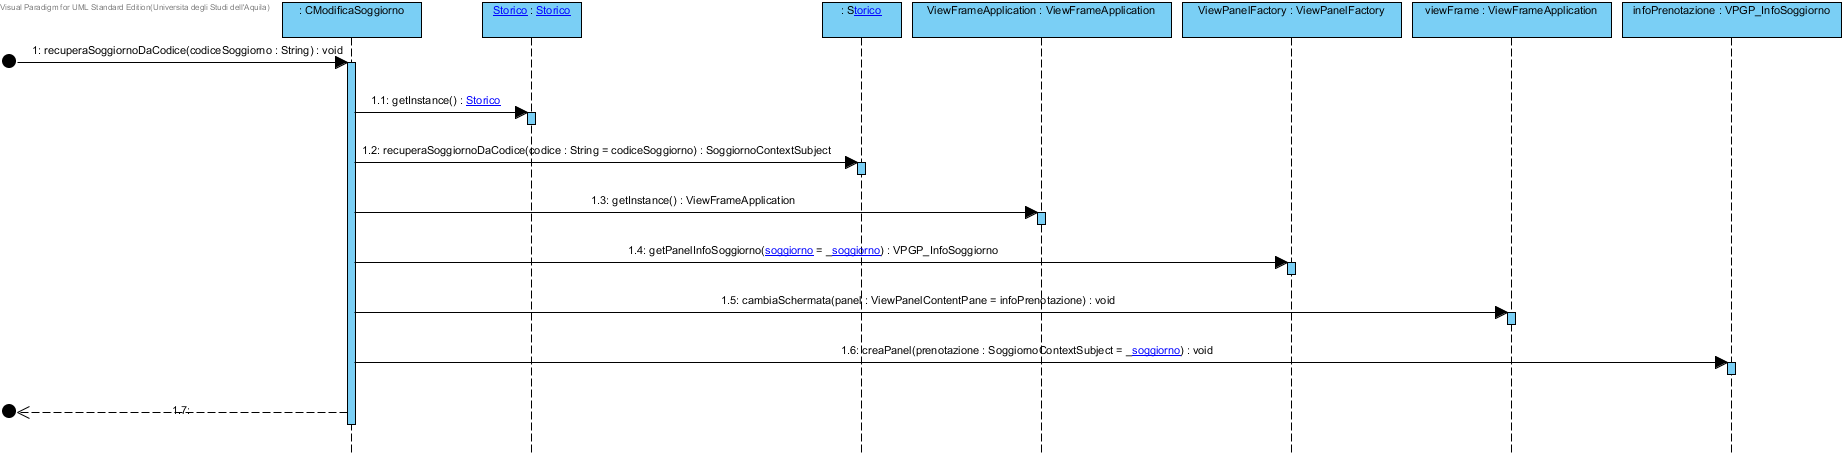 Visual Paradigm for UML Standard Edition(Universita degli Studi dell'Aquila)
: CModificaSoggiorno
Storico : Storico
: Storico
ViewFrameApplication : ViewFrameApplication
ViewPanelFactory : ViewPanelFactory
viewFrame : ViewFrameApplication
infoPrenotazione : VPGP_InfoSoggiorno
1: recuperaSoggiornoDaCodice(codiceSoggiorno : String) : void
1.1: getInstance() : Storico
1.2: recuperaSoggiornoDaCodice(codice : String = codiceSoggiorno) : SoggiornoContextSubject
1.3: getInstance() : ViewFrameApplication
1.4: getPanelInfoSoggiorno(soggiorno = _soggiorno) : VPGP_InfoSoggiorno
1.5: cambiaSchermata(panel : ViewPanelContentPane = infoPrenotazione) : void
1.6: creaPanel(prenotazione : SoggiornoContextSubject = _soggiorno) : void
1.7: